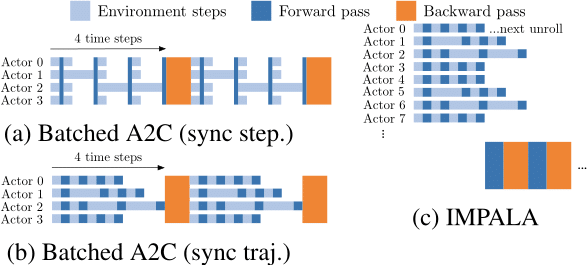 Environment steps Forward pass Backward pass
4 time steps
Actor 0
Actor 1
Actor 2
Actor 3
(a) Batched A2C (sync step.)
4 time steps
Actor 0
Actor 1
Actor 2
Actor 3
(b) Batched A2C (sync traj.)
Actor 0 ...next unroll
Actor 1
Actor 2
Actor 3
Actor 4
Actor 5
Actor 6
Actor 7
⋮
...
(c) IMPALA